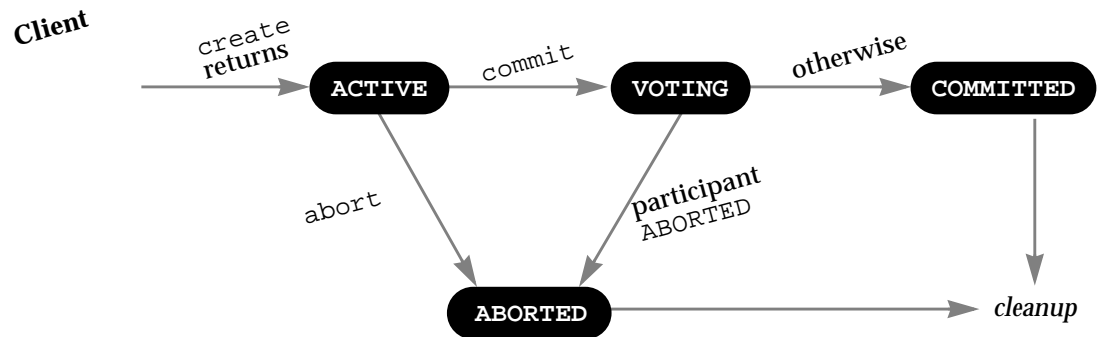 Client
create
returns
ACTIVE
commit
VOTING
otherwise
COMMITTED
abort
participant
ABORTED
ABORTED
cleanup